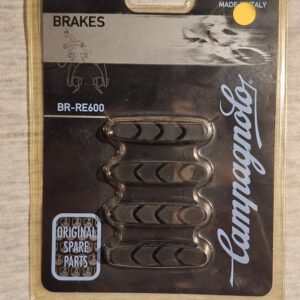 MADE IN ITALY
BRAKES
BR-RE600
Campagnolo
ORIGINAL
SPARE
PARTS